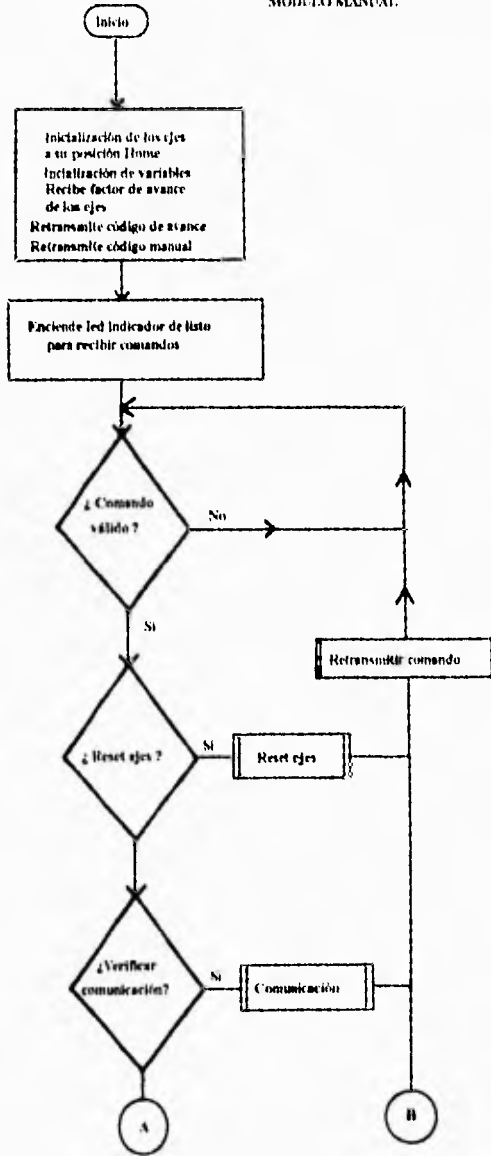 MODULO MANUAL
Inicio
Inicialización de los ejes
a su posición Home
Incialización de variables
Recibe factor de avance
de los ejes
Retransmite código de avance
Retransmite código manual
Enciende led indicador de listo
para recibir comandos
¿ Comando
válido ?
No
Si
Retransmitir comando
¿ Reset ejes ?
Si
Reset ejes
¿Verificar
comunicación?
Si
Comunicación
A
B